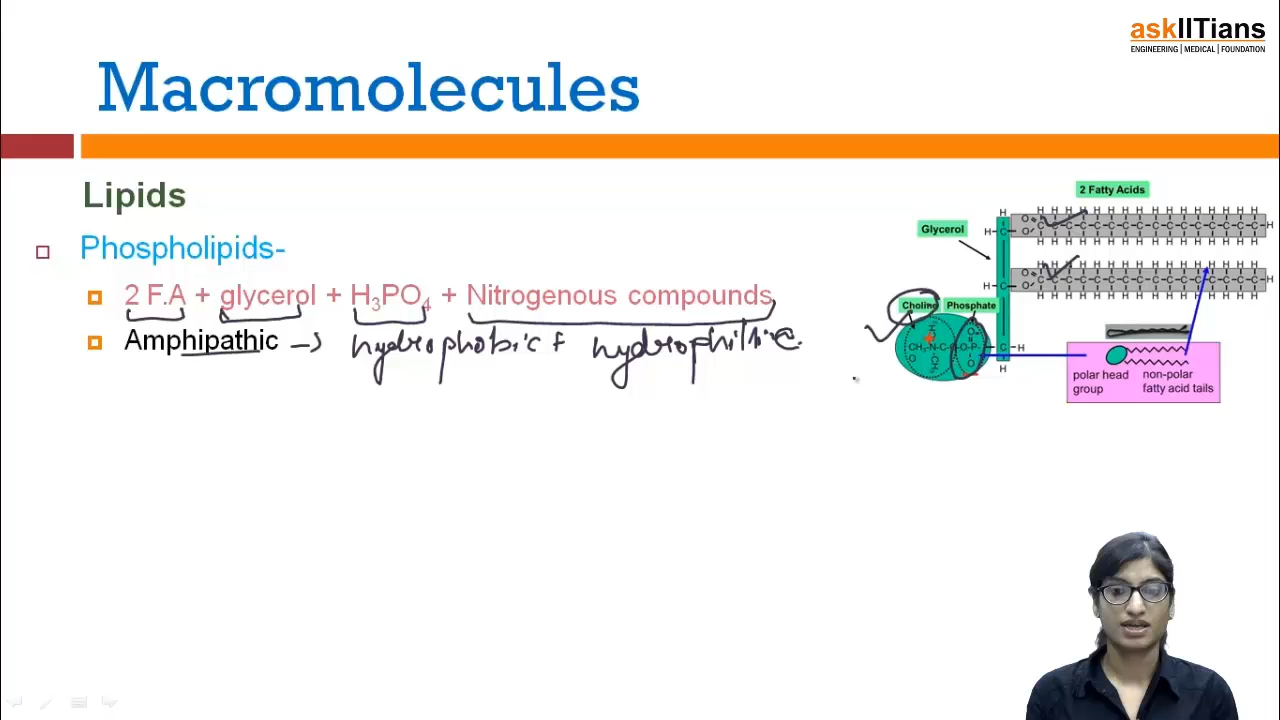 askIITians
ENGINEERING | MEDICAL | FOUNDATION
Macromolecules
Lipids
Phospholipids-
2 F.A + glycerol + H3PO4 + Nitrogenous compounds
Amphipathic → hydrophobic + hydrophilic
2 Fatty Acids
Glycerol
Choline Phosphate
polar head group
non-polar fatty acid tails